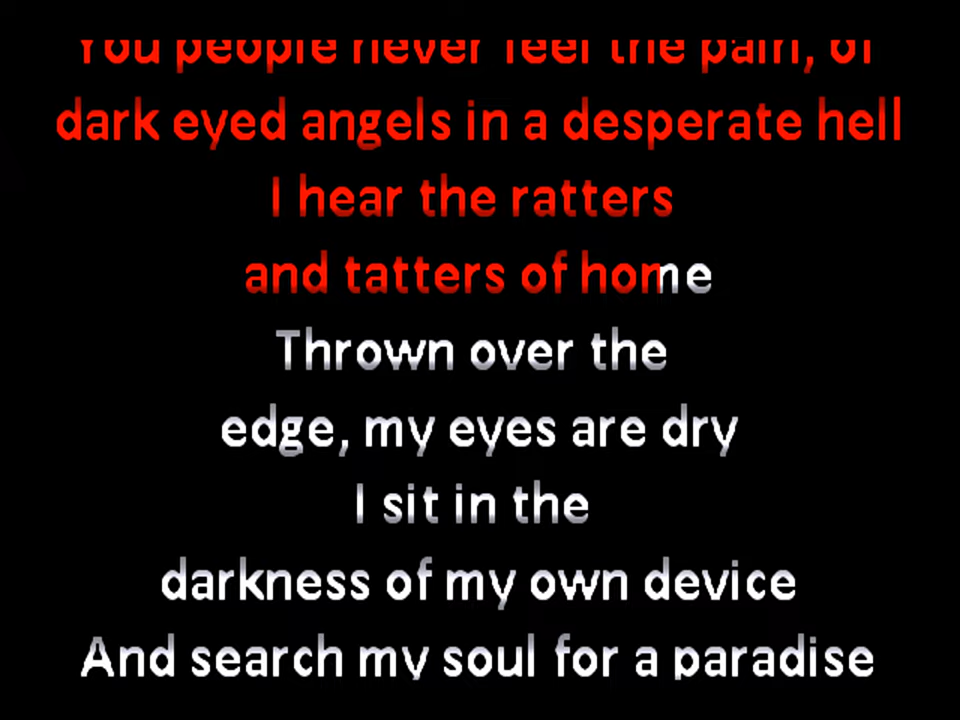 You people never feel the pain, of
dark eyed angels in a desperate hell
I hear the ratters
and tatters of home
Thrown over the
edge, my eyes are dry
I sit in the
darkness of my own device
And search my soul for a paradise